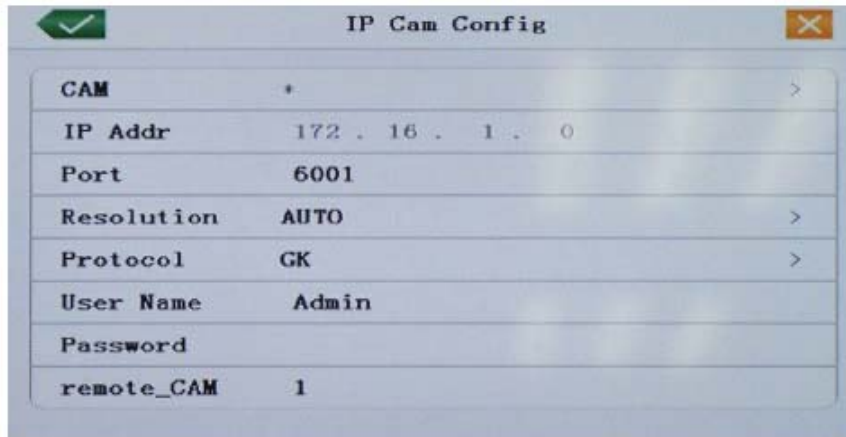 IP Cam Config
CAM *
IP Addr 172 . 16 . 1 . 0
Port 6001
Resolution AUTO >
Protocol GK >
User Name Admin
Password
remote_CAM 1